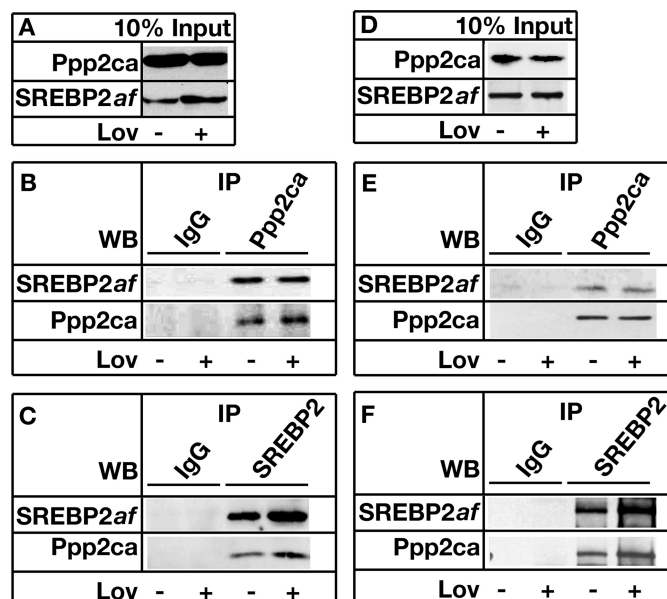 A
10% Input
Ppp2ca
SREBP2af
Lov - +
B
IP
WB
IgG
Ppp2ca
SREBP2af
Ppp2ca
Lov - + - +
C
IP
WB
IgG
SREBP2
SREBP2af
Ppp2ca
Lov - + - +
D
10% Input
Ppp2ca
SREBP2af
Lov - +
E
IP
WB
IgG
Ppp2ca
SREBP2af
Ppp2ca
Lov - + - +
F
IP
WB
IgG
SREBP2
SREBP2af
Ppp2ca
Lov - + - +